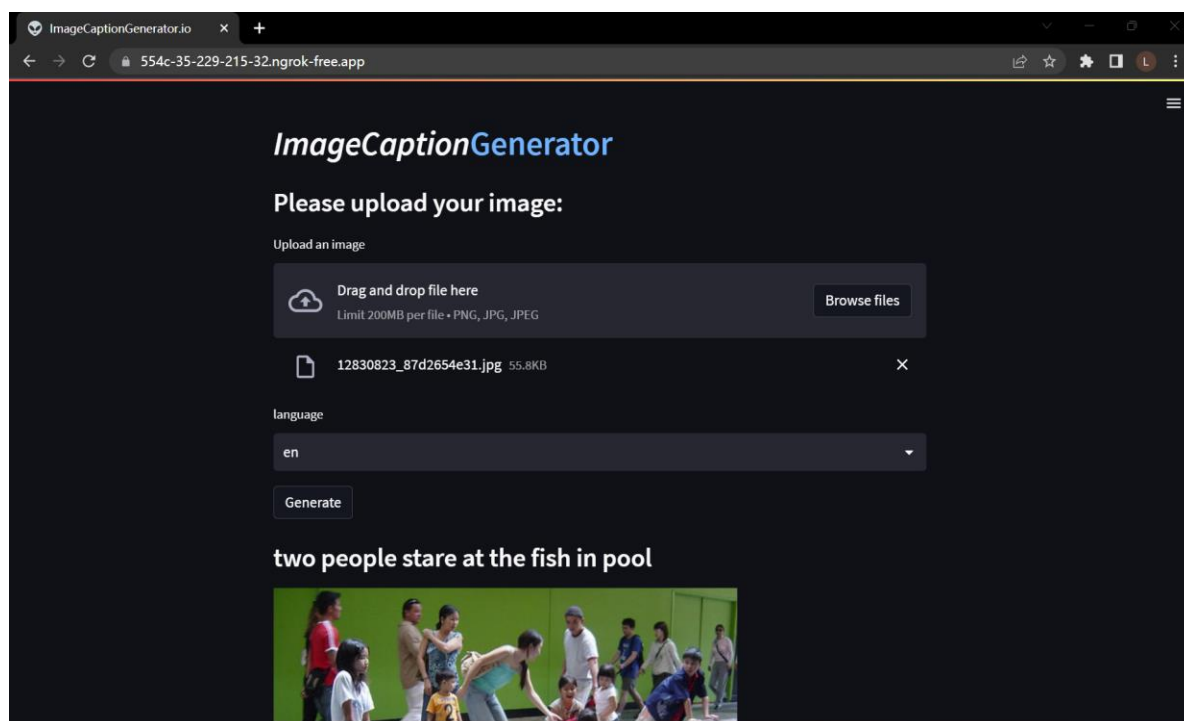 ImageCaptionGenerator.io
554c-35-229-215-32.ngrok-free.app
L
ImageCaptionGenerator
Please upload your image:
Upload an image
Drag and drop file here
Limit 200MB per file • PNG, JPG, JPEG
Browse files
12830823_87d2654e31.jpg 55.8KB
language
en
Generate
two people stare at the fish in pool
2